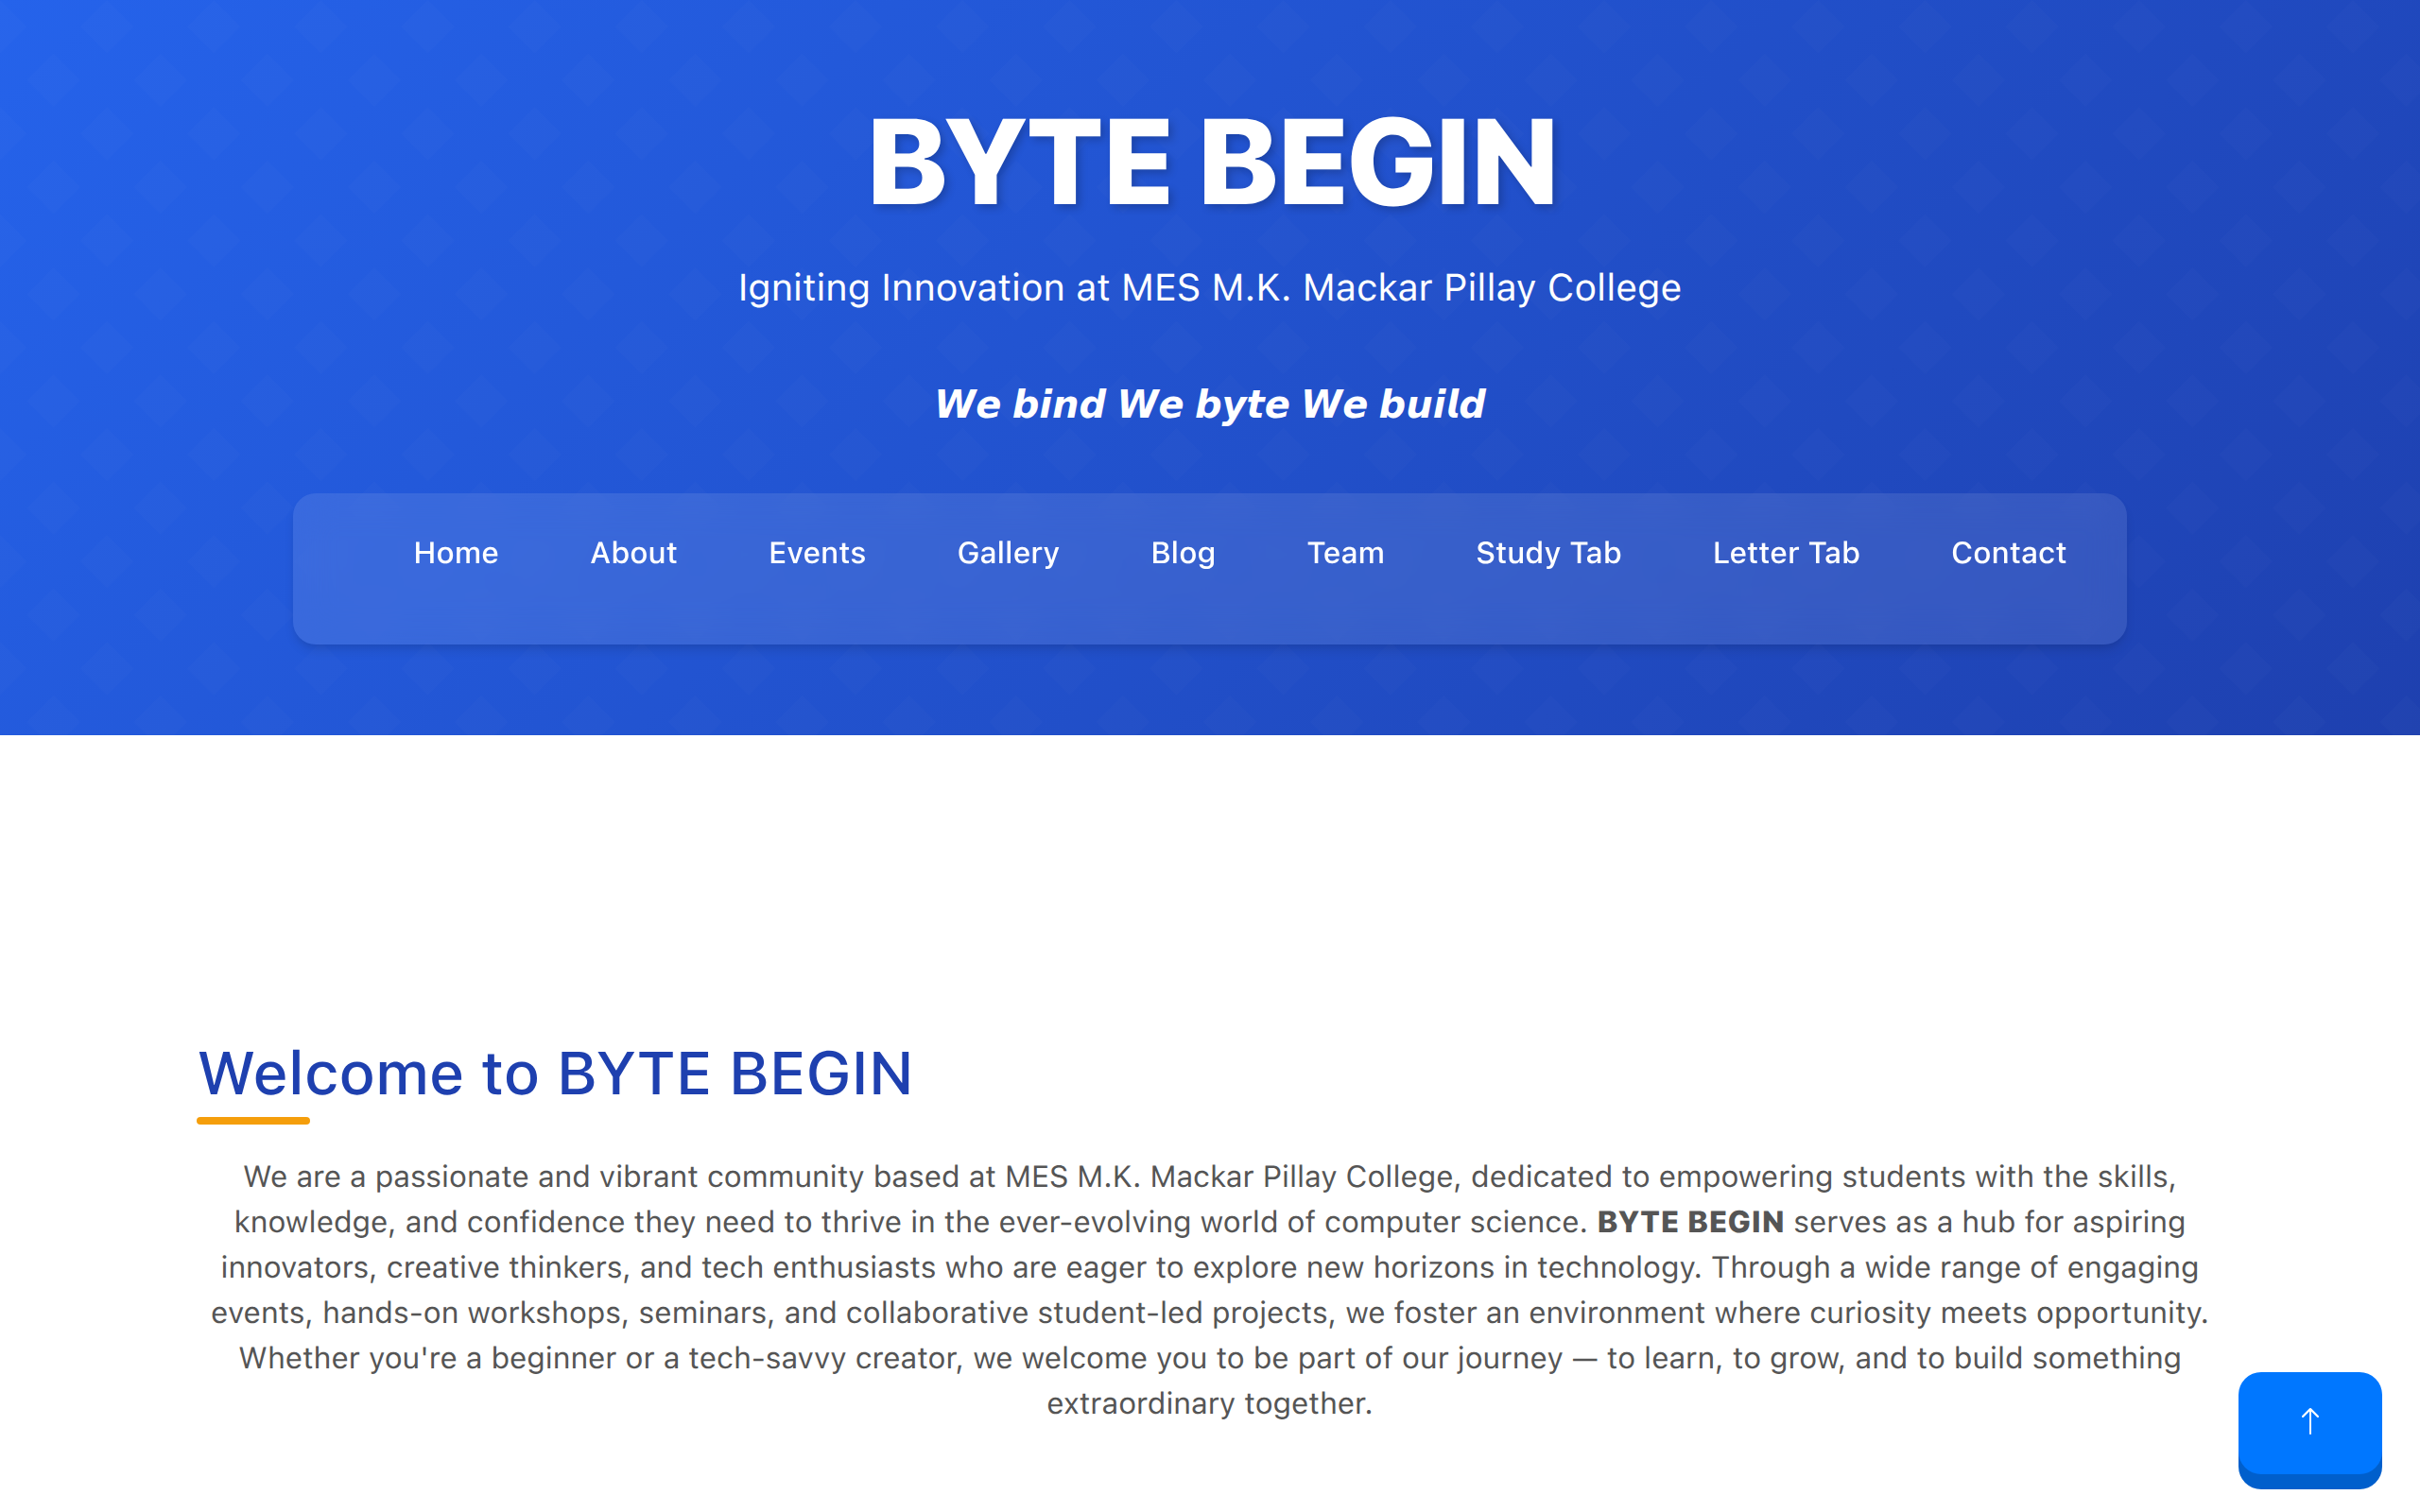 BYTE BEGIN
Igniting Innovation at MES M.K. Mackar Pillay College
We bind We byte We build
Home About Events Gallery Blog Team Study Tab Letter Tab Contact
Welcome to BYTE BEGIN
We are a passionate and vibrant community based at MES M.K. Mackar Pillay College, dedicated to empowering students with the skills,
knowledge, and confidence they need to thrive in the ever-evolving world of computer science. BYTE BEGIN serves as a hub for aspiring
innovators, creative thinkers, and tech enthusiasts who are eager to explore new horizons in technology. Through a wide range of engaging
events, hands-on workshops, seminars, and collaborative student-led projects, we foster an environment where curiosity meets opportunity.
Whether you're a beginner or a tech-savvy creator, we welcome you to be part of our journey — to learn, to grow, and to build something
extraordinary together.
↑